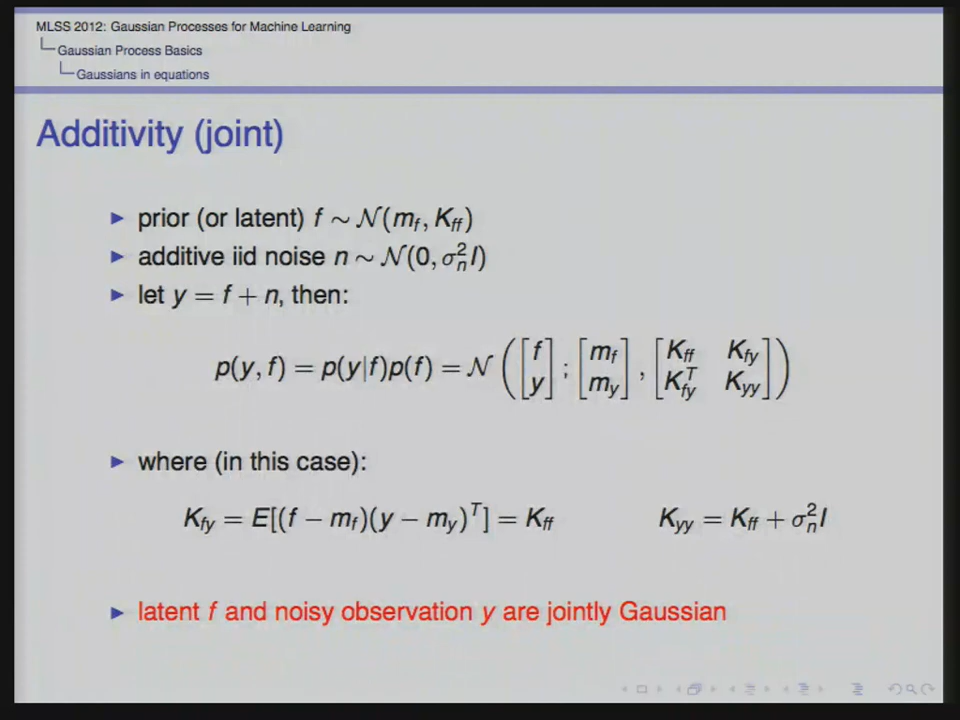 MLSS 2012: Gaussian Processes for Machine Learning
Gaussian Process Basics
Gaussians in equations
Additivity (joint)
▶ prior (or latent) f ∼ N(m_f, K_ff)
▶ additive iid noise n ∼ N(0, σ_n^2 I)
▶ let y = f + n, then:
p(y, f) = p(y|f)p(f) = N ( [f y] ; [m_f m_y] , [K_ff K_fy K_fy^T K_yy] )
▶ where (in this case):
K_fy = E[(f − m_f)(y − m_y)^T] = K_ff K_yy = K_ff + σ_n^2 I
▶ latent f and noisy observation y are jointly Gaussian